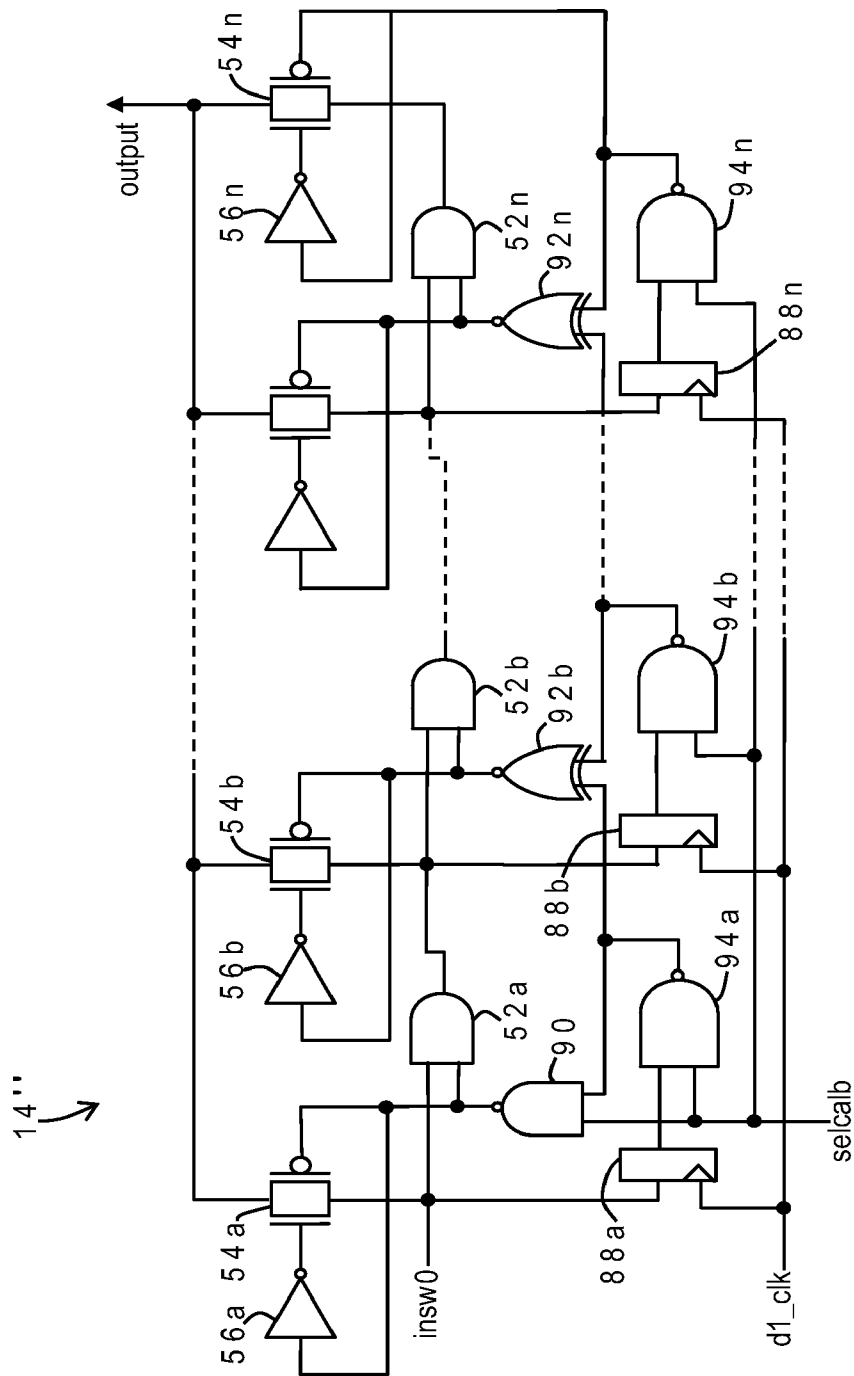 14''
output
54n
56n
52n
92n
94n
88n
54b
56b
52b
92b
94b
88b
54a
56a
52a
90
94a
88a
insw0
selcalb
d1_clk